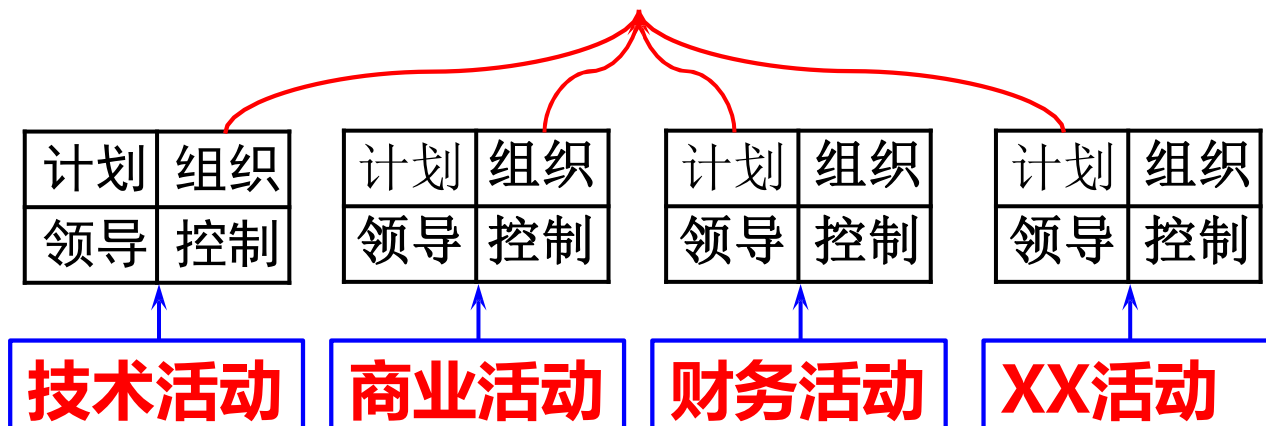 计划 组织 计划 组织 计划 组织 计划 组织
领导 控制 领导 控制 领导 控制 领导 控制
技术活动 商业活动 财务活动 XX活动